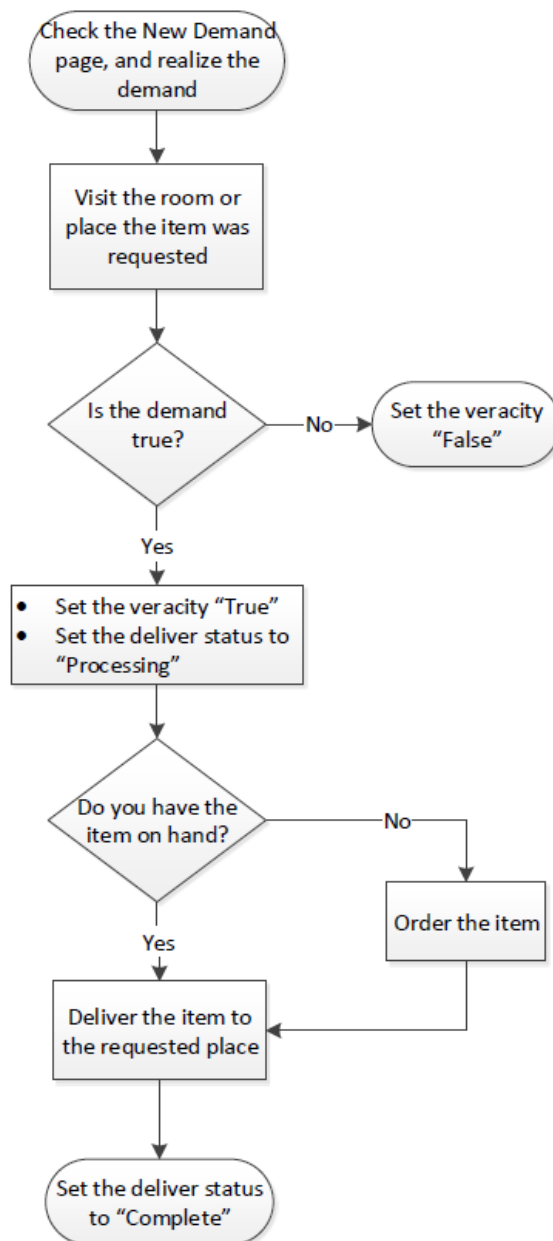 Check the New Demand
page, and realize the
demand
Visit the room or
place the item was
requested
Is the demand
true?
No
Set the veracity
“False”
Yes
• Set the veracity “True”
• Set the deliver status to
“Processing”
Do you have the
item on hand?
No
Order the item
Yes
Deliver the item to
the requested place
Set the deliver status
to “Complete”